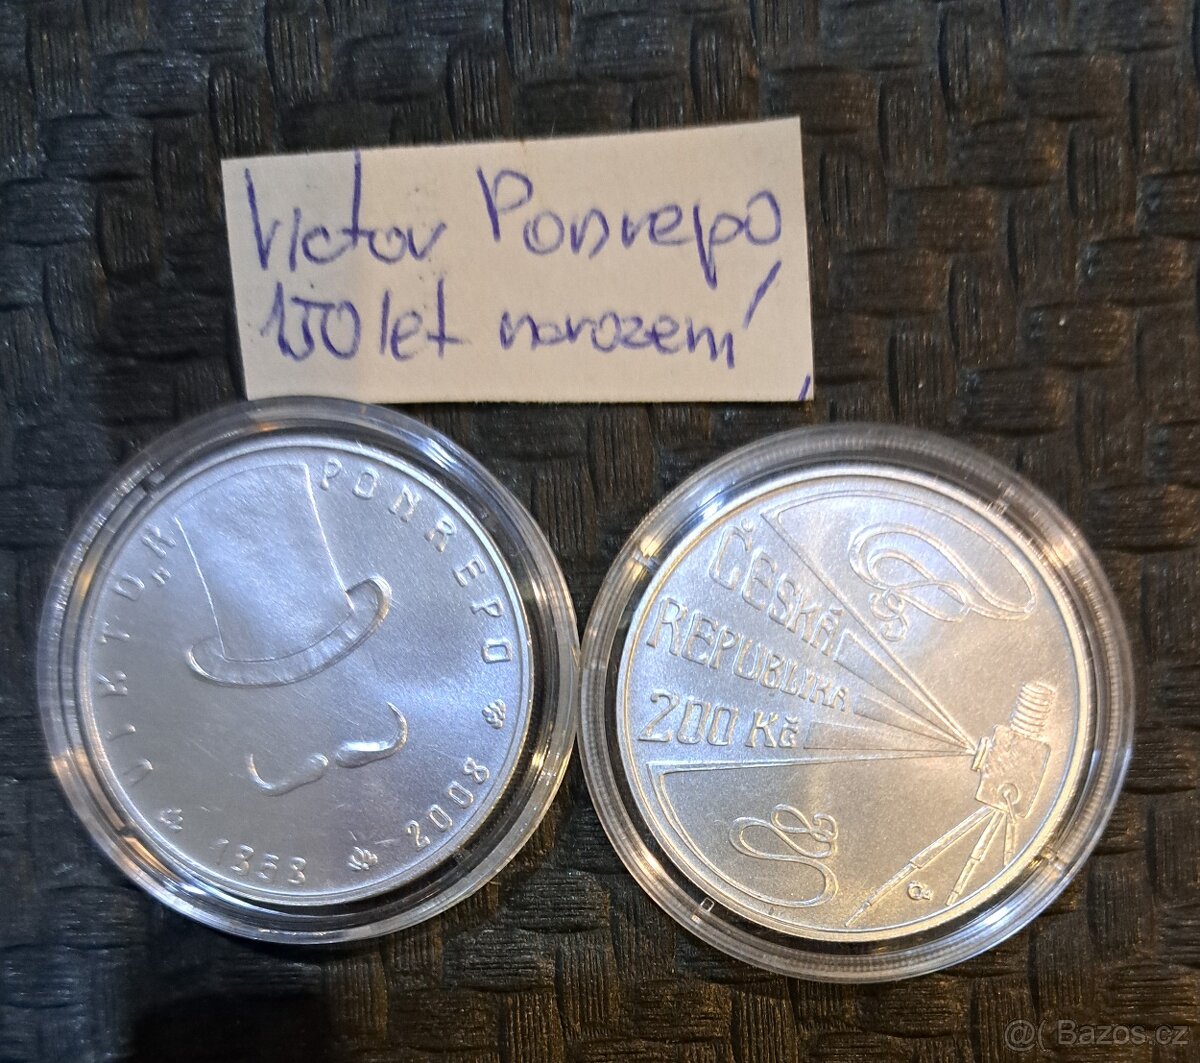 Victor Ponrepo
150 let narození
VIKTOR PONREPO
1858 2008
ČESKÁ
REPUBLIKA
200 Kč
@( Bazos.cz